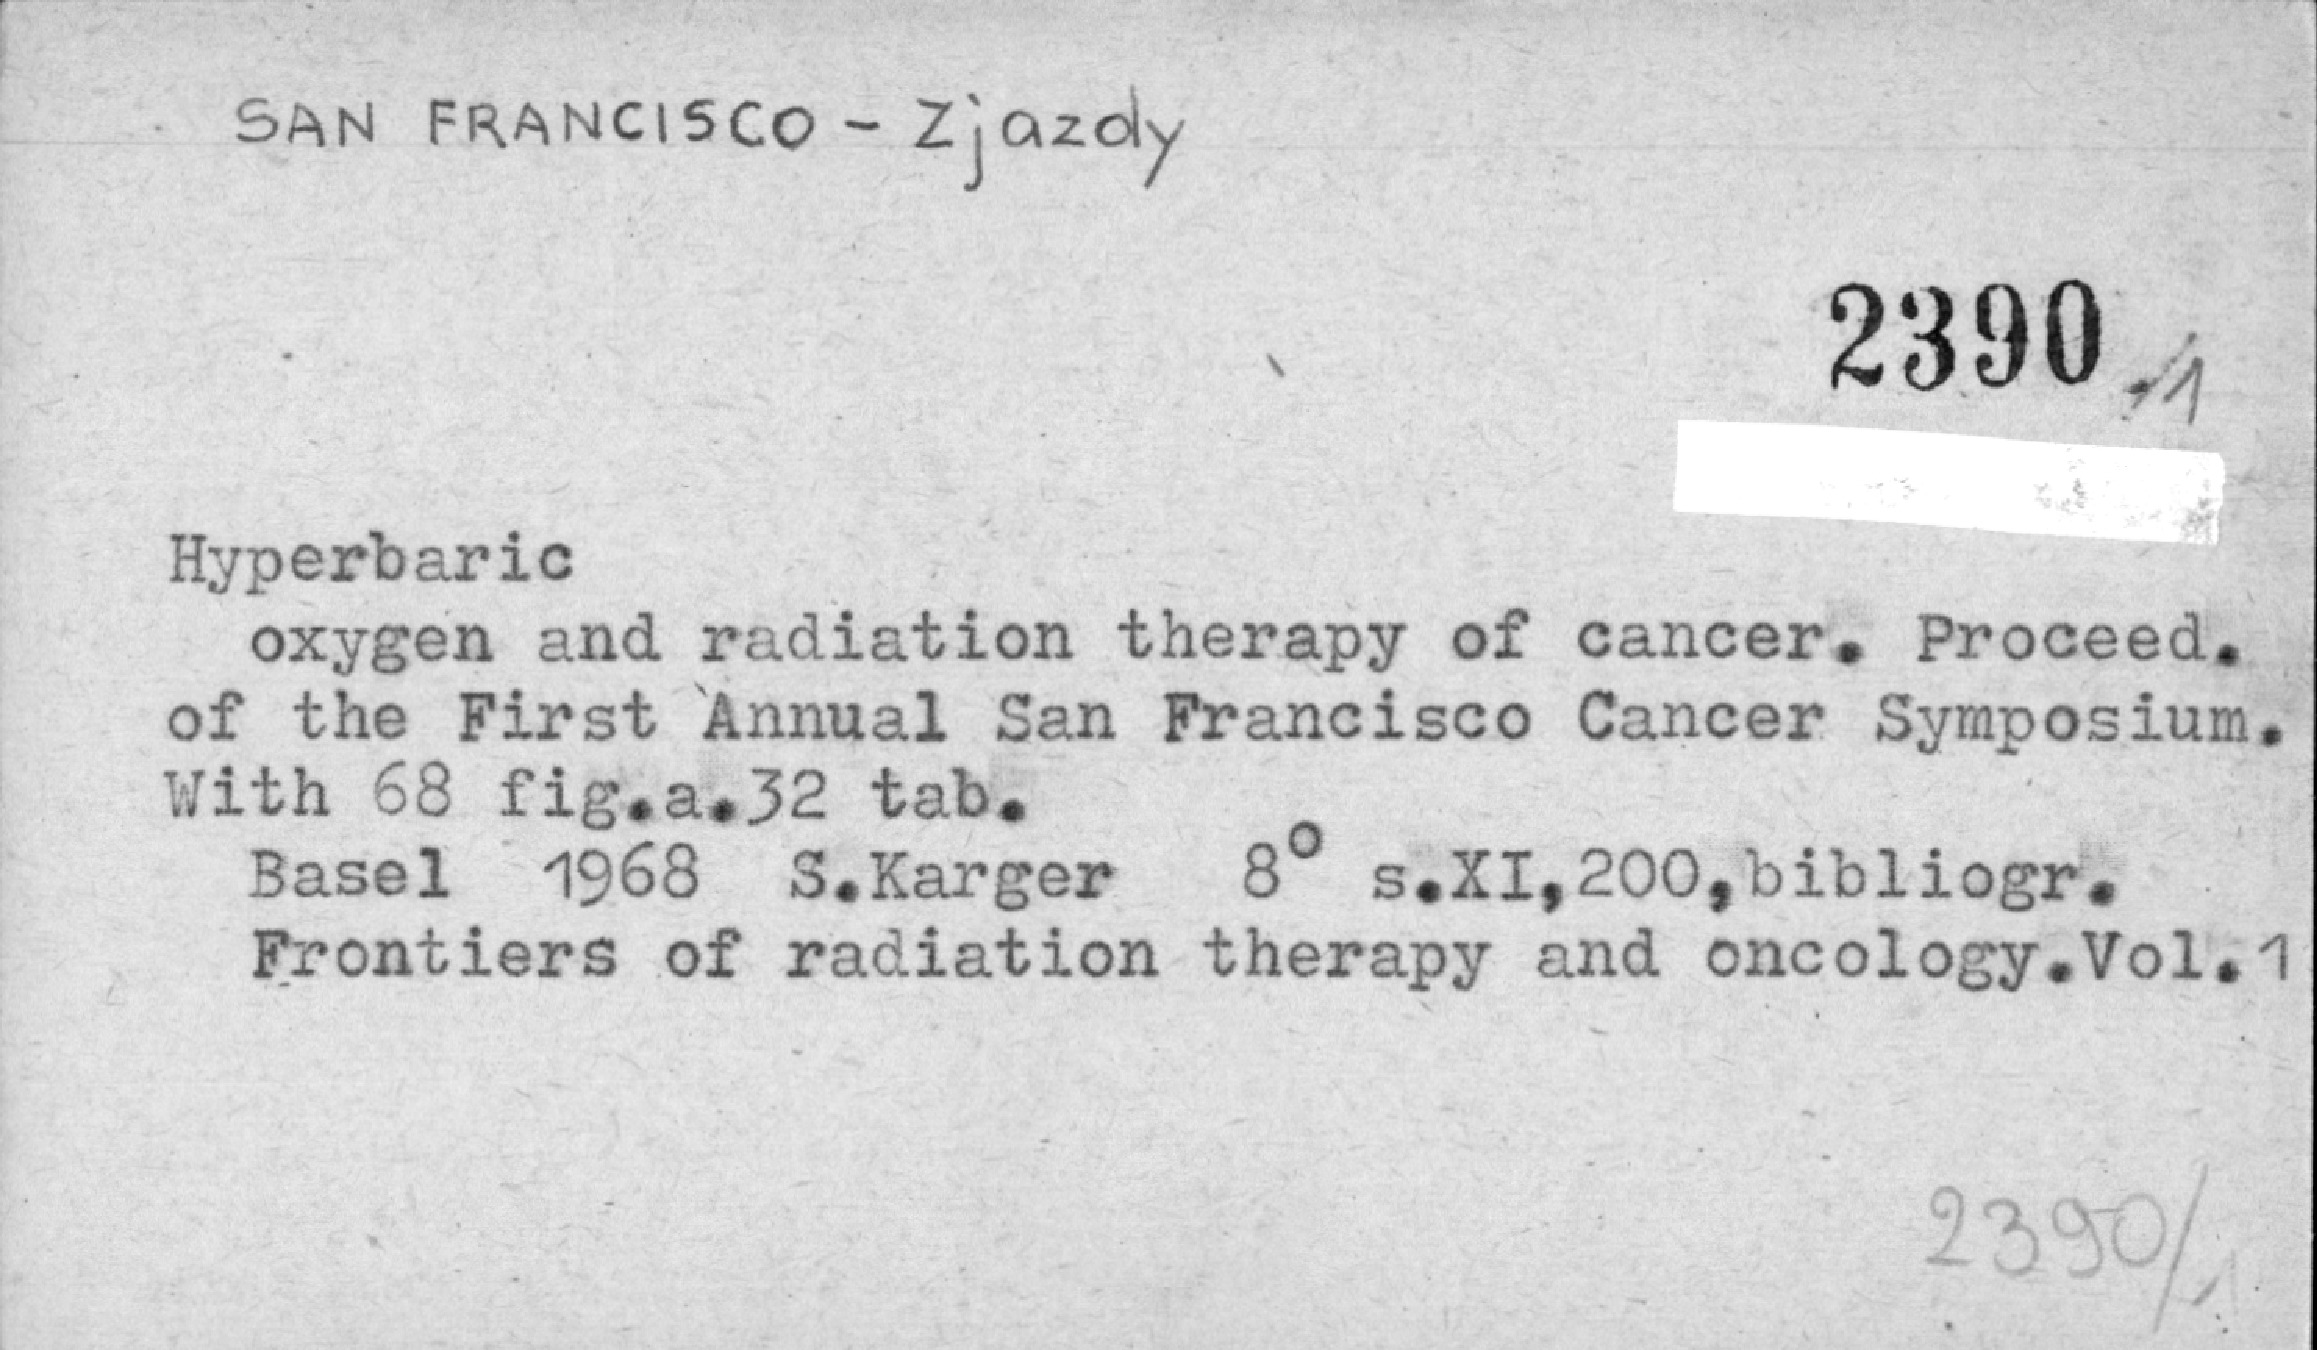 SAN FRANCISCO - Zjazdy
2390/1
Hyperbaric
oxygen and radiation therapy of cancer. Proceed.
of the First Annual San Francisco Cancer Symposium.
With 68 fig.a.32 tab.
Basel 1968 S.Karger 8° s.XI,200,bibliogr.
Frontiers of radiation therapy and oncology.Vol.1
2390/1